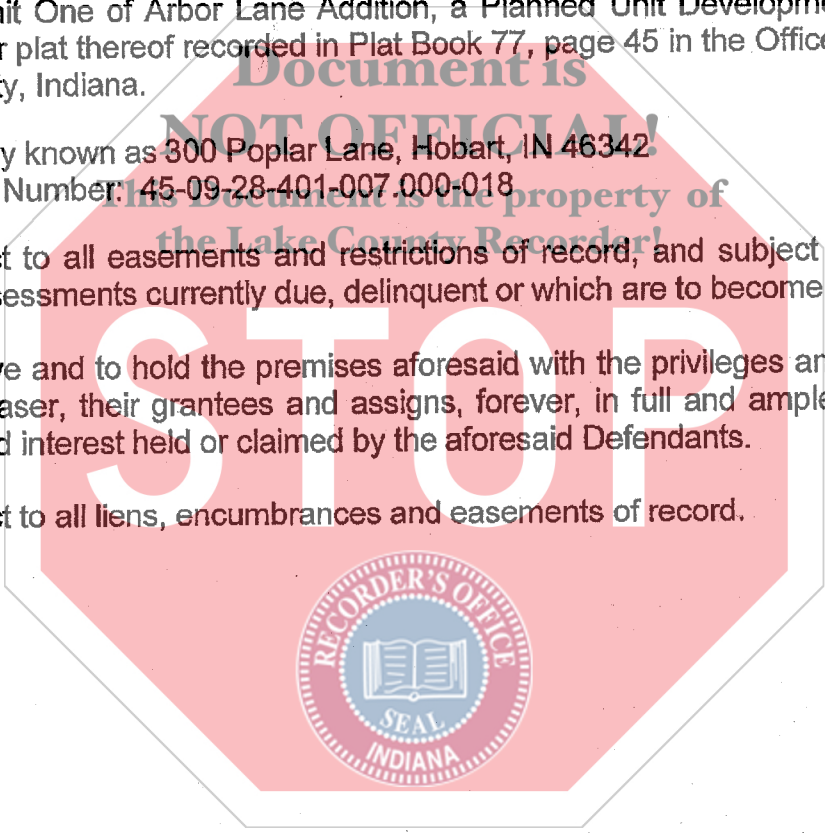 nit One of Arbor Lane Addition, a Planned Unit Developme
r plat thereof recorded in Plat Book 77, page 45 in the Office
Document is
ty, Indiana.
NOT OFFICIAL!
y known as 300 Poplar Lane, Hobart, IN 46342
Number: 45-09-28-401-007.000-018
This Document is the property of
the Lake County Recorder!
ct to all easements and restrictions of record; and subject
sessments currently due, delinquent or which are to become
STOP
ve and to hold the premises aforesaid with the privileges an
aser, their grantees and assigns, forever, in full and ample
d interest held or claimed by the aforesaid Defendants.
ct to all liens, encumbrances and easements of record.
RECORDER'S OFFICE
SEAL
INDIANA